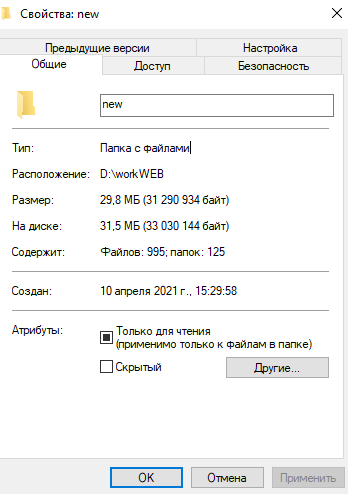 Свойства: new
Предыдущие версии
Настройка
Общие
Доступ
Безопасность
new
Тип: Папка с файлами
Расположение: D:\workWEB
Размер: 29,8 МБ (31 290 934 байт)
На диске: 31,5 МБ (33 030 144 байт)
Содержит: Файлов: 995; папок: 125
Создан: 10 апреля 2021 г., 15:29:58
Атрибуты: Только для чтения
(применимо только к файлам в папке)
Скрытый
Другие...
OK
Отмена
Применить